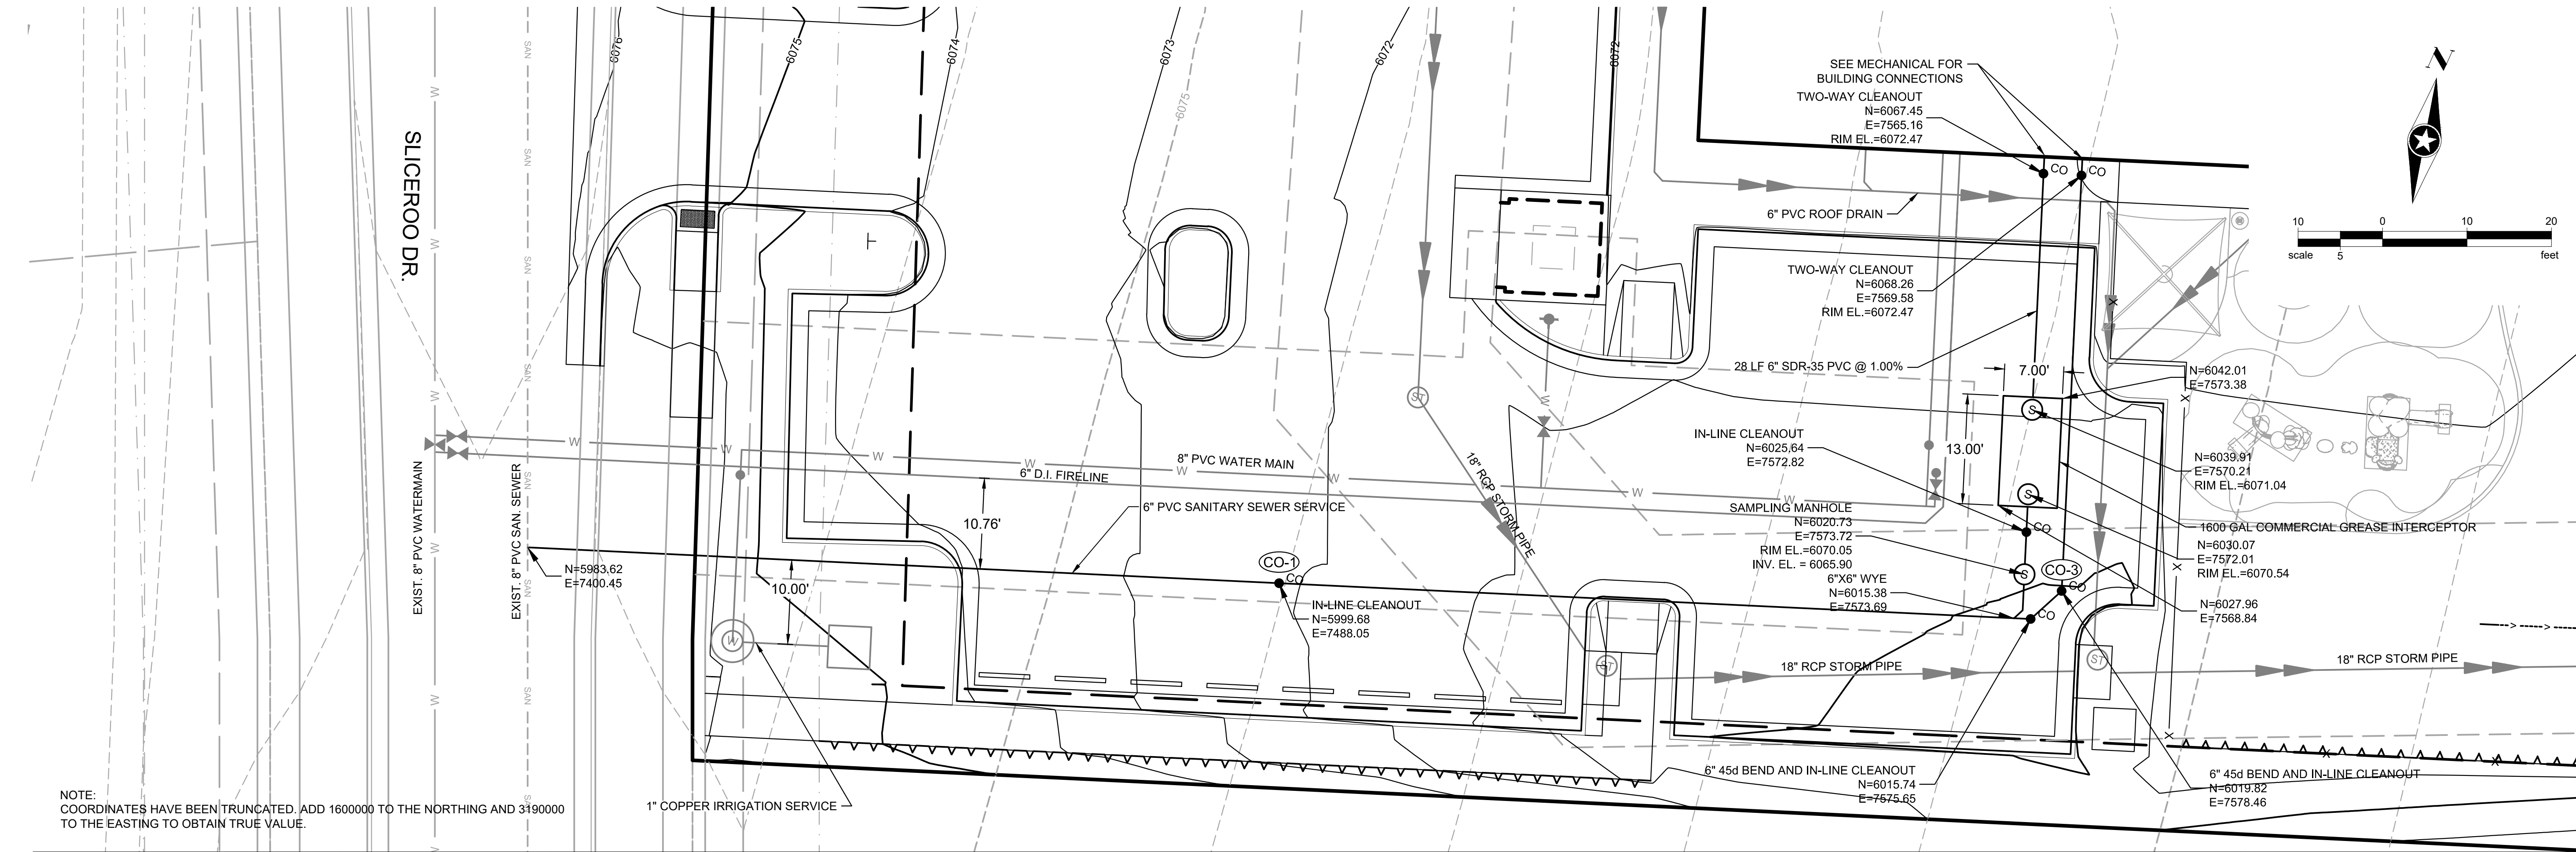 6076
6075
6074
6073
6075
6072
6072
SAN
W
SLICEROO DR.
SEE MECHANICAL FOR
BUILDING CONNECTIONS
TWO-WAY CLEANOUT
N=6067.45
E=7565.16
RIM EL.=6072.47
CO
CO
N
10 0 10 20
scale 5 feet
6" PVC ROOF DRAIN
TWO-WAY CLEANOUT
N=6068.26
E=7569.58
RIM EL.=6072.47
28 LF 6" SDR-35 PVC @ 1.00%
7.00'
N=6042.01
E=7573.38
ST
S
IN-LINE CLEANOUT
N=6025.64
E=7572.82
13.00'
N=6039.91
E=7570.21
RIM EL.=6071.04
8" PVC WATER MAIN
6" D.I. FIRELINE
18" RCP STORM PIPE
EXIST. 8" PVC WATERMAIN
EXIST. 8" PVC SAN. SEWER
6" PVC SANITARY SEWER SERVICE
10.76'
S
SAMPLING MANHOLE
N=6020.73
E=7573.72
RIM EL.=6070.05
INV. EL. = 6065.90
CO
1600 GAL COMMERCIAL GREASE INTERCEPTOR
N=6030.07
E=7572.01
RIM EL.=6070.54
N=5983.62
E=7400.45
10.00'
CO-1
CO
IN-LINE CLEANOUT
N=5999.68
E=7488.05
6"X6" WYE
N=6015.38
E=7573.69
S
CO-3
CO
CO
N=6027.96
E=7568.84
W
ST
18" RCP STORM PIPE
ST
18" RCP STORM PIPE
6" 45d BEND AND IN-LINE CLEANOUT
N=6015.74
E=7575.65
6" 45d BEND AND IN-LINE CLEANOUT
N=6019.82
E=7578.46
1" COPPER IRRIGATION SERVICE
NOTE:
COORDINATES HAVE BEEN TRUNCATED. ADD 1600000 TO THE NORTHING AND 3190000
TO THE EASTING TO OBTAIN TRUE VALUE.